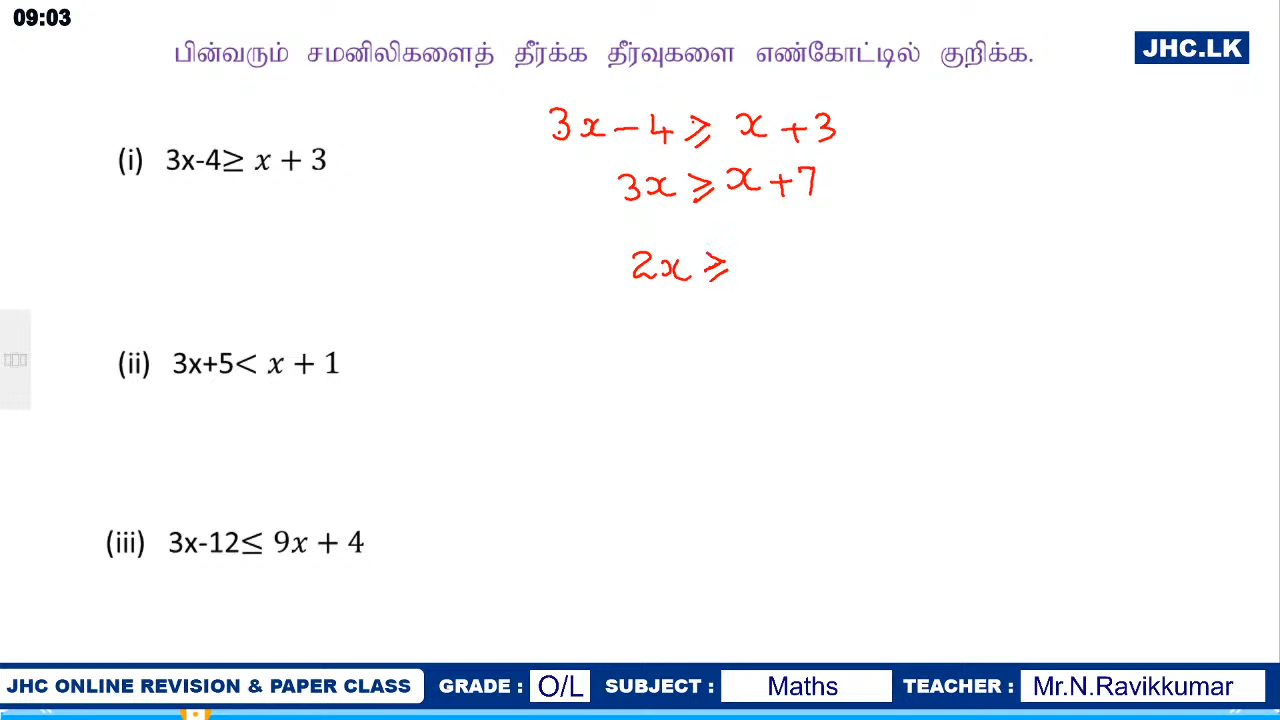 09:03
பின்வரும் சமனிலிகளைத் தீர்க்க தீர்வுகளை எண்கோட்டில் குறிக்க.
JHC.LK
(i) 3x-4≥ x + 3
3x - 4 ≥ x + 3
3x ≥ x + 7
2x ≥
(ii) 3x+5< x + 1
(iii) 3x-12≤ 9x + 4
JHC ONLINE REVISION & PAPER CLASS GRADE : O/L SUBJECT : Maths TEACHER : Mr.N.Ravikkumar